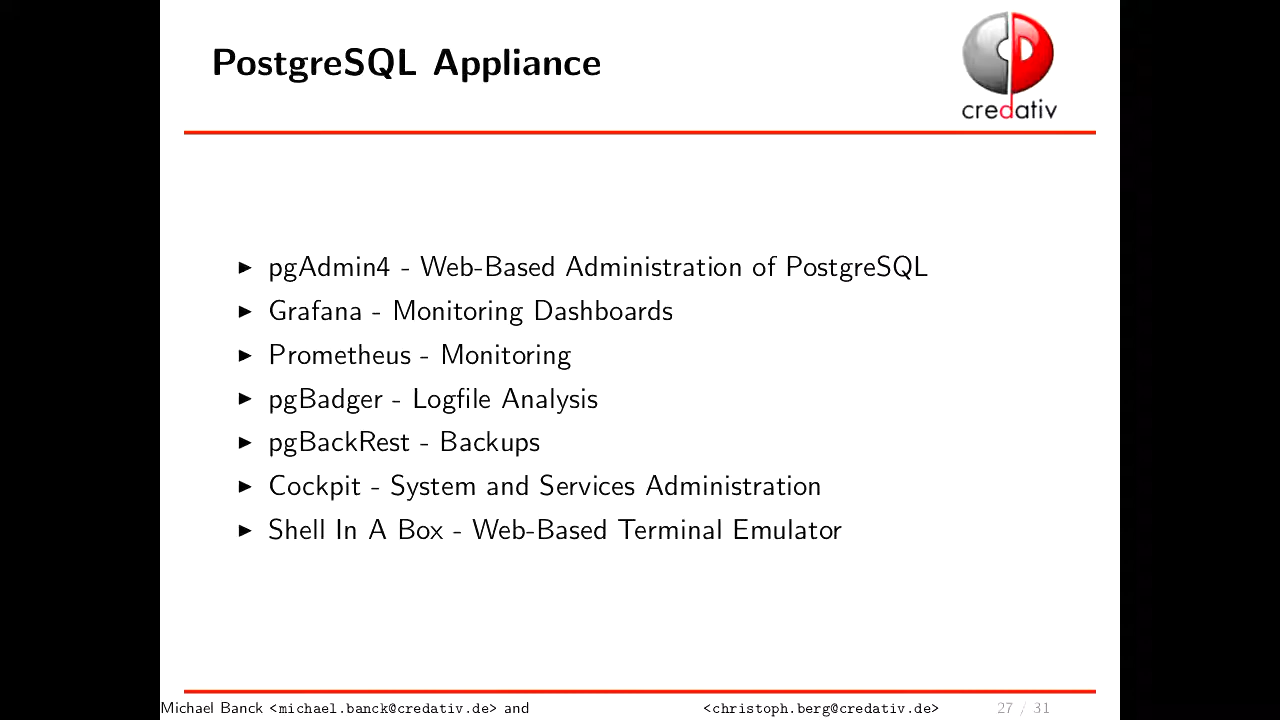 PostgreSQL Appliance
credativ
pgAdmin4 - Web-Based Administration of PostgreSQL
Grafana - Monitoring Dashboards
Prometheus - Monitoring
pgBadger - Logfile Analysis
pgBackRest - Backups
Cockpit - System and Services Administration
Shell In A Box - Web-Based Terminal Emulator
Michael Banck <michael.banck@credativ.de> and <christoph.berg@credativ.de> 27 / 31